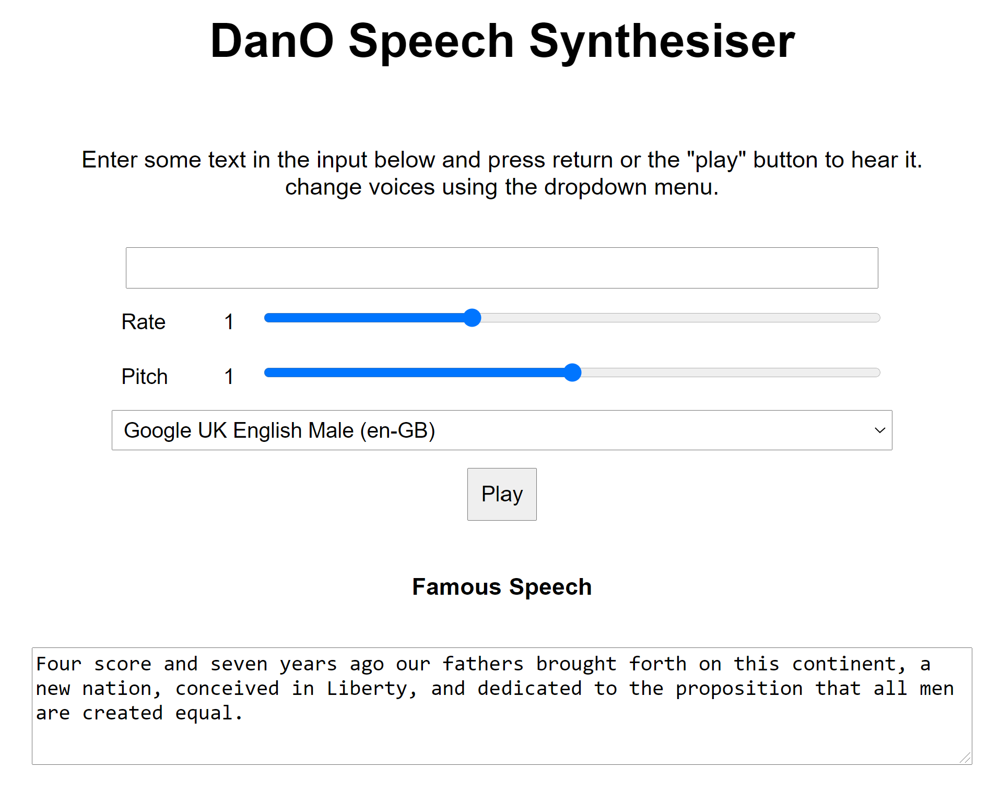 DanO Speech Synthesiser
Enter some text in the input below and press return or the "play" button to hear it.
change voices using the dropdown menu.
Rate 1
Pitch 1
Google UK English Male (en-GB)
Play
Famous Speech
Four score and seven years ago our fathers brought forth on this continent, a
new nation, conceived in Liberty, and dedicated to the proposition that all men
are created equal.